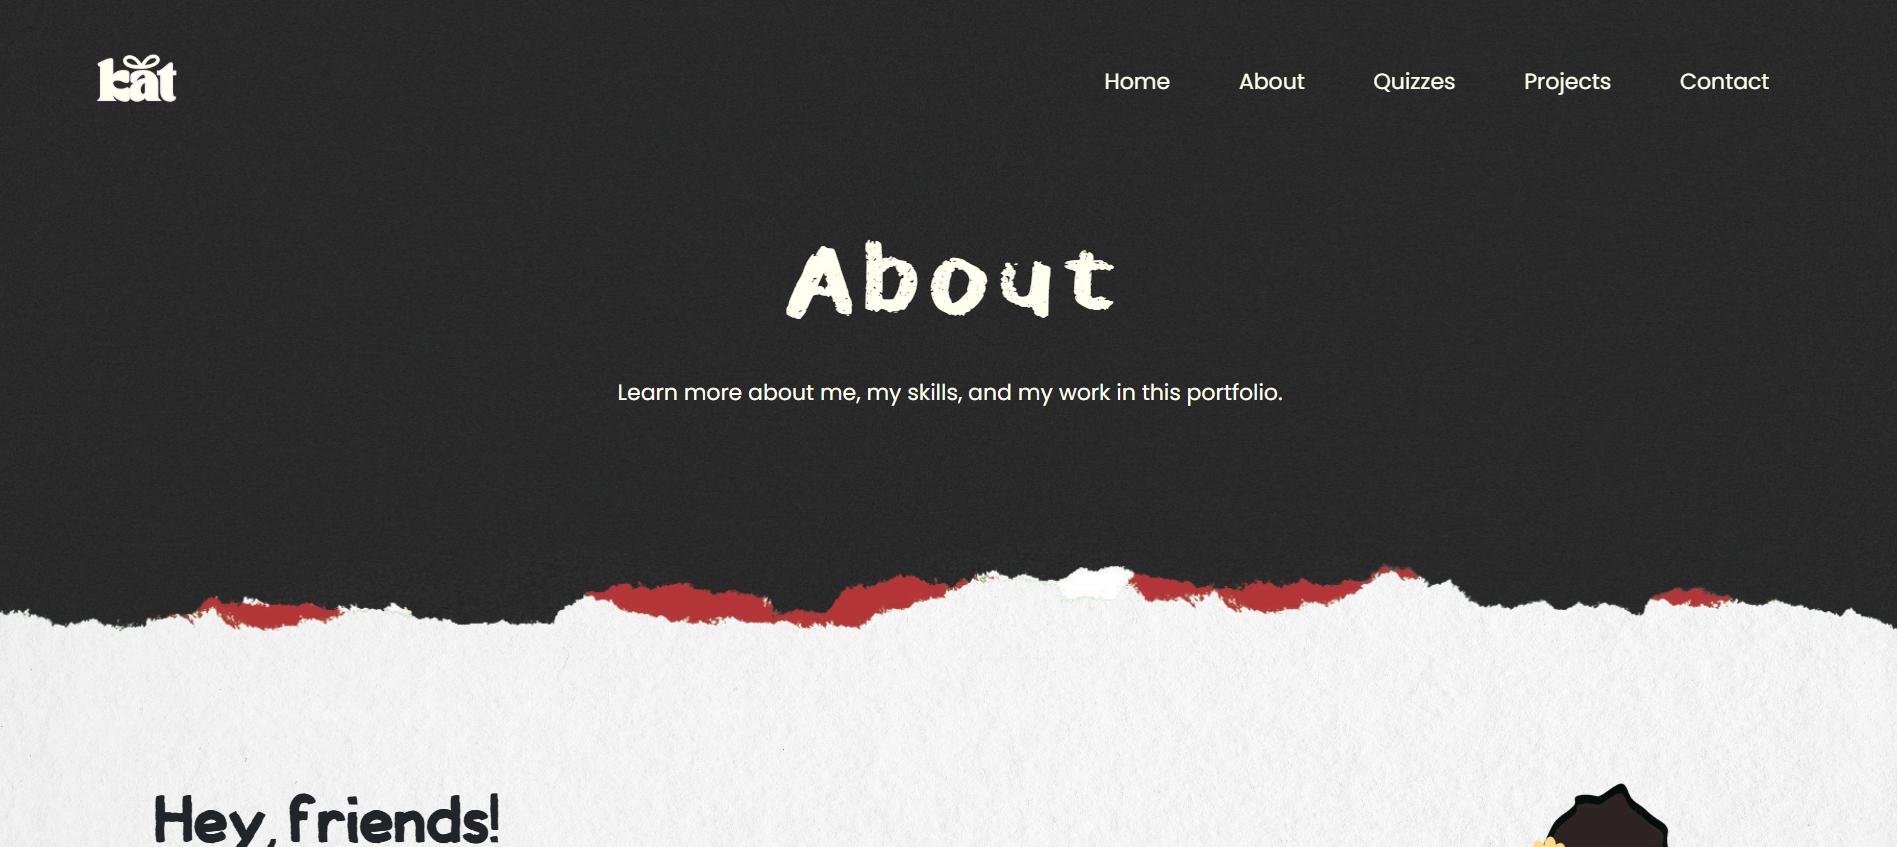 kat
Home About Quizzes Projects Contact
About
Learn more about me, my skills, and my work in this portfolio.
Hey, friends!